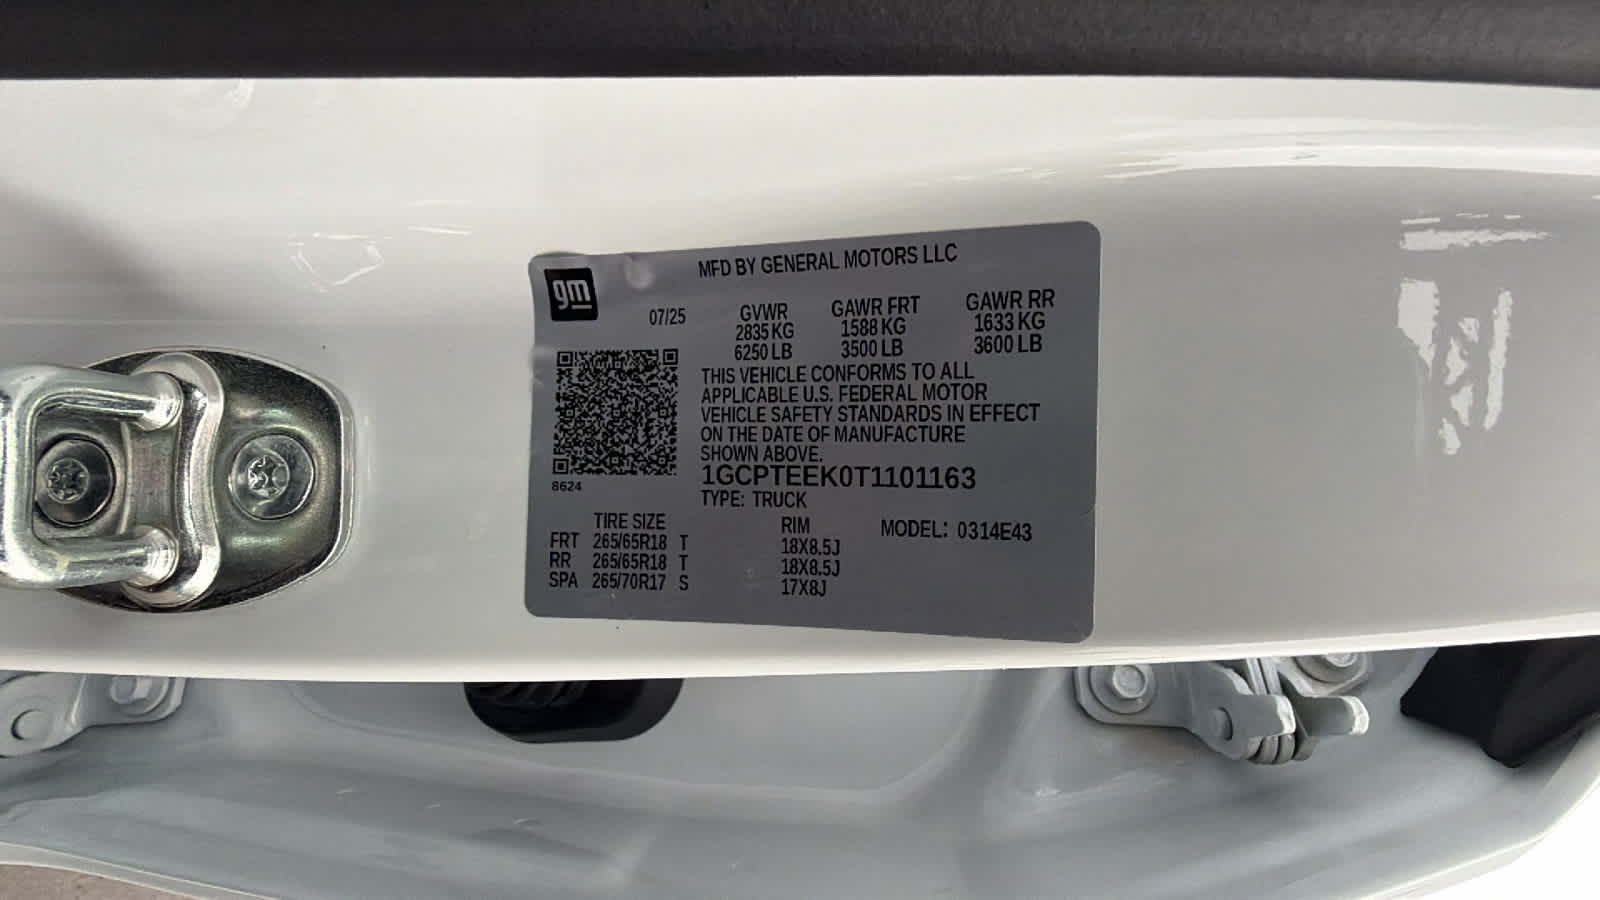 MFD BY GENERAL MOTORS LLC
gm
07/25
GVWR GAWR FRT GAWR RR
2835 KG 1588 KG 1633 KG
6250 LB 3500 LB 3600 LB
THIS VEHICLE CONFORMS TO ALL
APPLICABLE U.S. FEDERAL MOTOR
VEHICLE SAFETY STANDARDS IN EFFECT
ON THE DATE OF MANUFACTURE
SHOWN ABOVE.
1GCPTEEK0T1101163
8624
TYPE: TRUCK
TIRE SIZE RIM MODEL: 0314E43
FRT 265/65R18 T 18X8.5J
RR 265/65R18 T 18X8.5J
SPA 265/70R17 S 17X8J